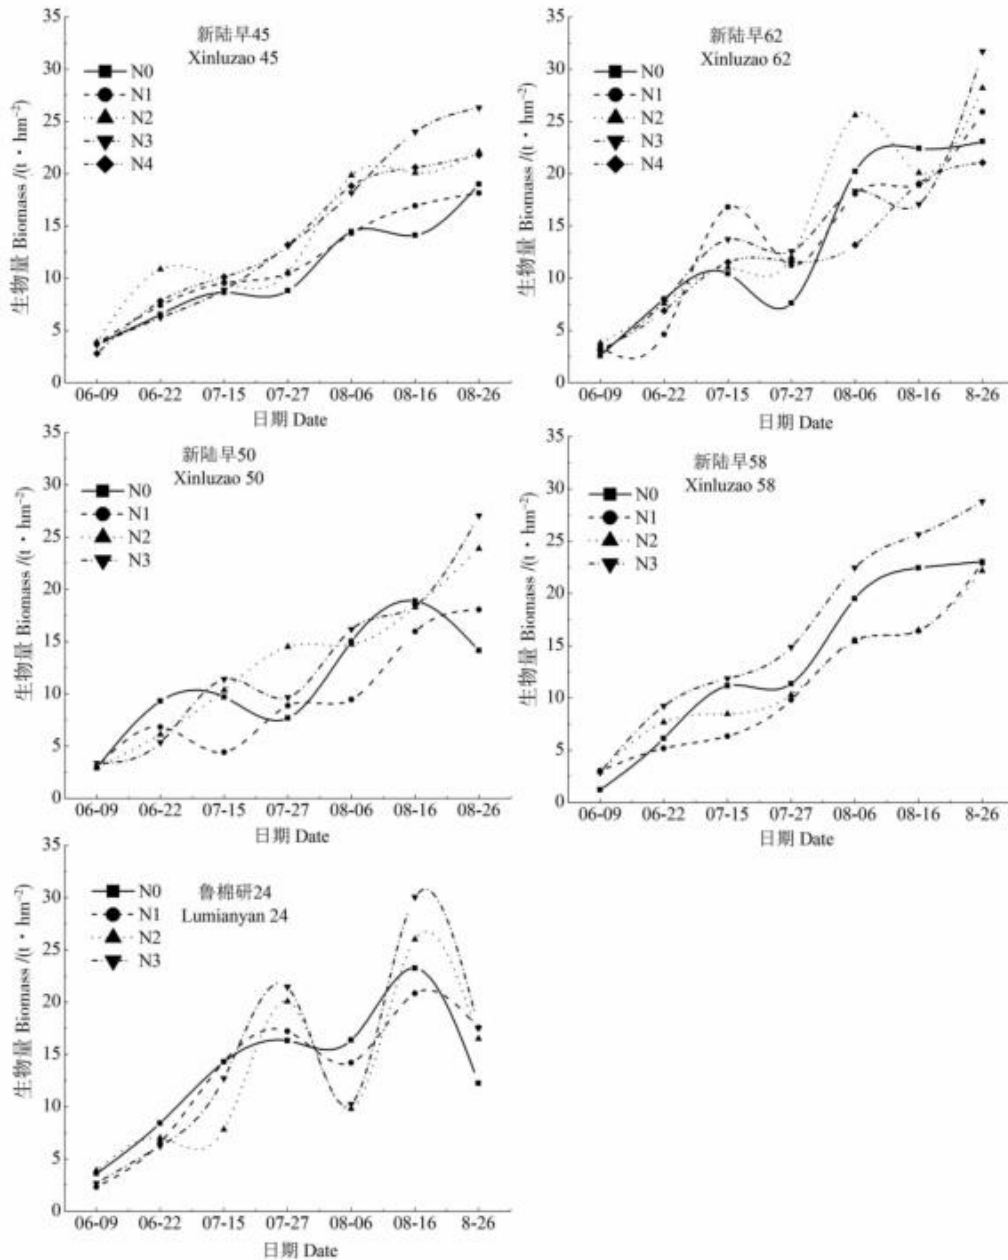 新陆早45
Xinluzao 45
N0
N1
N2
N3
N4
生物量 Biomass /(t · hm⁻²)
35
30
25
20
15
10
5
0
06-09 06-22 07-15 07-27 08-06 08-16 08-26
日期 Date
新陆早62
Xinluzao 62
N0
N1
N2
N3
N4
生物量 Biomass /(t · hm⁻²)
35
30
25
20
15
10
5
0
06-09 06-22 07-15 07-27 08-06 08-16 8-26
日期 Date
新陆早50
Xinluzao 50
N0
N1
N2
N3
生物量 Biomass /(t · hm⁻²)
35
30
25
20
15
10
5
0
06-09 06-22 07-15 07-27 08-06 08-16 08-26
日期 Date
新陆早58
Xinluzao 58
N0
N1
N2
N3
生物量 Biomass /(t · hm⁻²)
35
30
25
20
15
10
5
0
06-09 06-22 07-15 07-27 08-06 08-16 8-26
日期 Date
鲁棉研24
Lumianyan 24
N0
N1
N2
N3
生物量 Biomass /(t · hm⁻²)
35
30
25
20
15
10
5
0
06-09 06-22 07-15 07-27 08-06 08-16 8-26
日期 Date